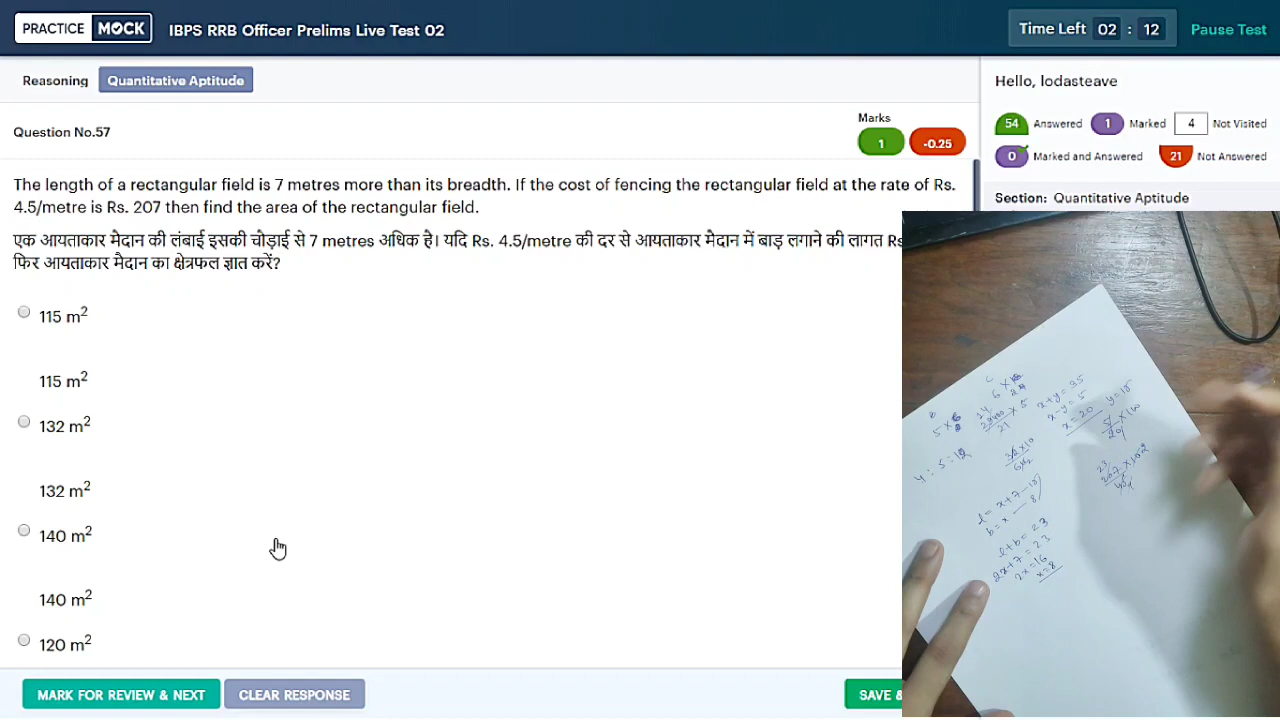 PRACTICE MOCK
IBPS RRB Officer Prelims Live Test 02
Time Left 02 : 12
Pause Test
Reasoning
Quantitative Aptitude
Hello, lodasteave
54 Answered 1 Marked 4 Not Visited
0 Marked and Answered 21 Not Answered
Section: Quantitative Aptitude
Question No.57
Marks
1 -0.25
The length of a rectangular field is 7 metres more than its breadth. If the cost of fencing the rectangular field at the rate of Rs.
4.5/metre is Rs. 207 then find the area of the rectangular field.
एक आयताकार मैदान की लंबाई इसकी चौड़ाई से 7 metres अधिक है। यदि Rs. 4.5/metre की दर से आयताकार मैदान में बाड़ लगाने की लागत Rs
फिर आयताकार मैदान का क्षेत्रफल ज्ञात करें?
115 m²
115 m²
132 m²
132 m²
140 m²
140 m²
120 m²
MARK FOR REVIEW & NEXT
CLEAR RESPONSE
SAVE &
x+y=35
x-y=5
x=20 y=15
4:5:12
l=x+7-15
b=x-8
l+b=23
2x+7=23
2x=16
x=8